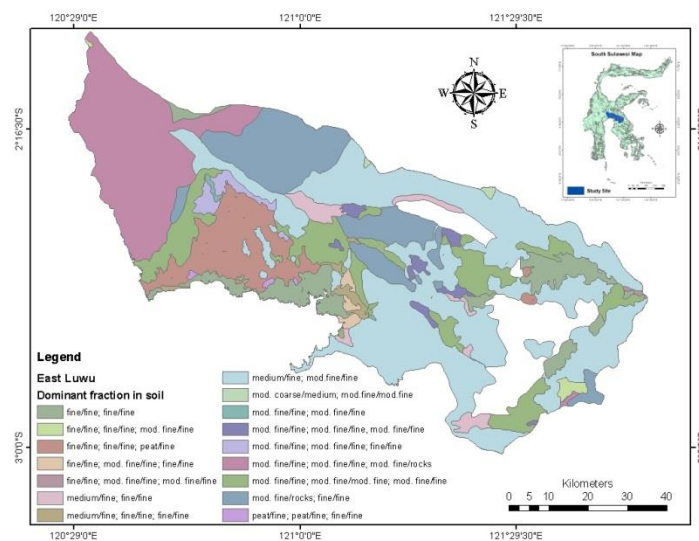 120°29'0"E 121°0'0"E 121°29'30"E
South Sulawesi Map
N
W E
S
2°16'30"S
Study Site
3°0'0"S
Legend
East Luwu
Dominant fraction in soil
fine/fine; fine/fine
fine/fine; fine/fine; mod. fine/fine
fine/fine; fine/fine; peat/fine
fine/fine; mod. fine/fine; fine/fine
fine/fine; mod. fine/fine; mod. fine/fine
medium/fine; fine/fine
medium/fine; fine/fine; fine/fine
medium/fine; mod.fine/fine
mod. coarse/medium; mod.fine/mod.fine
mod. fine/fine; mod. fine/fine
mod. fine/fine; mod. fine/fine, mod. fine/fine
mod. fine/fine; mod. fine/fine; fine/fine
mod. fine/fine; mod. fine/fine; mod. fine/rocks
mod. fine/fine; mod. fine/mod. fine; mod. fine/fine
mod. fine/rocks; fine/fine
peat/fine; peat/fine; fine/fine
Kilometers
0 5 10 20 30 40
120°29'0"E 121°0'0"E 121°29'30"E